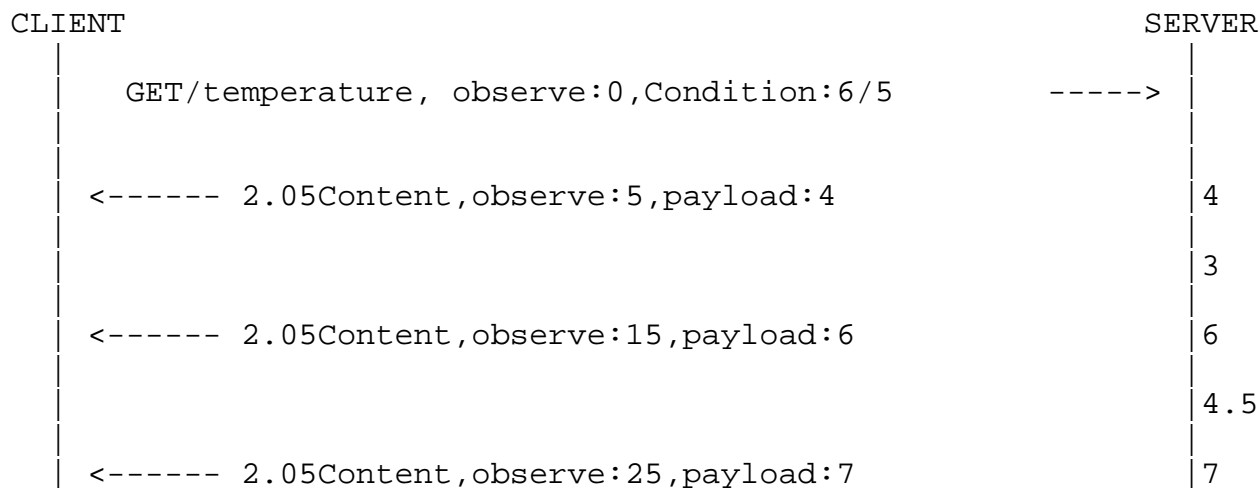 CLIENT SERVER
GET/temperature, observe:0,Condition:6/5 ----->
<------ 2.05Content,observe:5,payload:4 |4
|3
<------ 2.05Content,observe:15,payload:6 |6
|4.5
<------ 2.05Content,observe:25,payload:7 |7